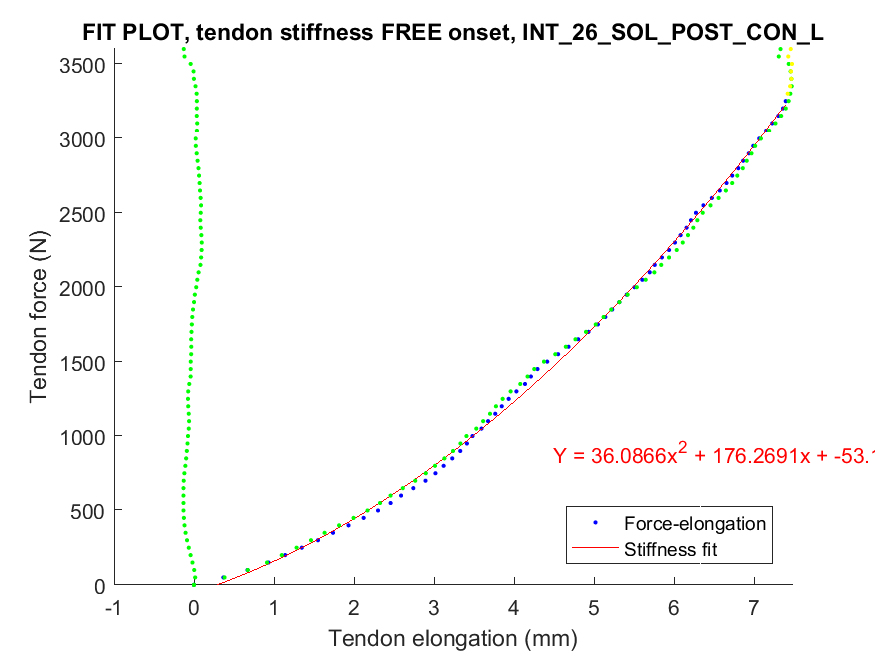 FIT PLOT, tendon stiffness FREE onset, INT_26_SOL_POST_CON_L
3500
3000
2500
2000
1500
1000
500
0
Tendon force (N)
Y = 36.0866x² + 176.2691x + -53.1
Force-elongation
Stiffness fit
-1 0 1 2 3 4 5 6 7
Tendon elongation (mm)